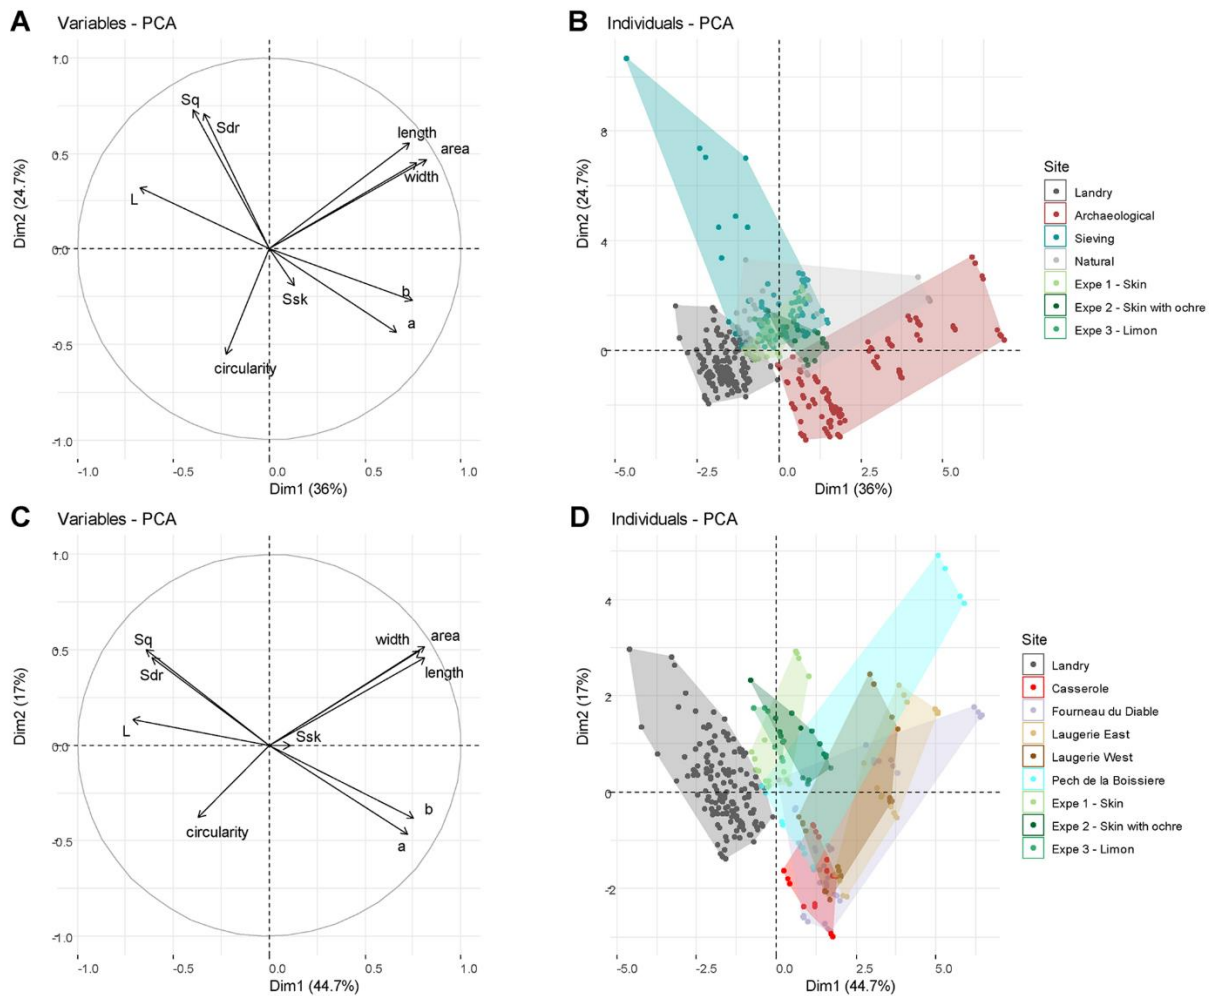 A Variables - PCA
1.0
Sq
Sdr
length
area
width
0.5
L
0.0
Ssk
b
a
-0.5
circularity
-1.0
-1.0 -0.5 0.0 0.5 1.0
Dim1 (36%)
Dim2 (24.7%)
B Individuals - PCA
8
4
0
-5.0 -2.5 0.0 2.5 5.0
Dim1 (36%)
Dim2 (24.7%)
Site
Landry
Archaeological
Sieving
Natural
Expe 1 - Skin
Expe 2 - Skin with ochre
Expe 3 - Limon
C Variables - PCA
1.0
Sq
Sdr
width
area
length
0.5
L
0.0
Ssk
b
a
circularity
-0.5
-1.0
-1.0 -0.5 0.0 0.5 1.0
Dim1 (44.7%)
Dim2 (17%)
D Individuals - PCA
4
2
0
-2
-5.0 -2.5 0.0 2.5 5.0
Dim1 (44.7%)
Dim2 (17%)
Site
Landry
Casserole
Fourneau du Diable
Laugerie East
Laugerie West
Pech de la Boissiere
Expe 1 - Skin
Expe 2 - Skin with ochre
Expe 3 - Limon